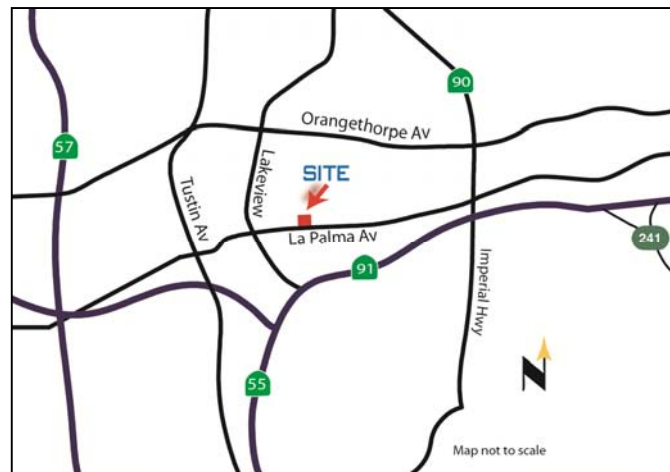 90
Orangethorpe Av
57
Lakeview
SITE
Tustin Av
La Palma Av
241
91
Imperial Hwy
N
55
Map not to scale